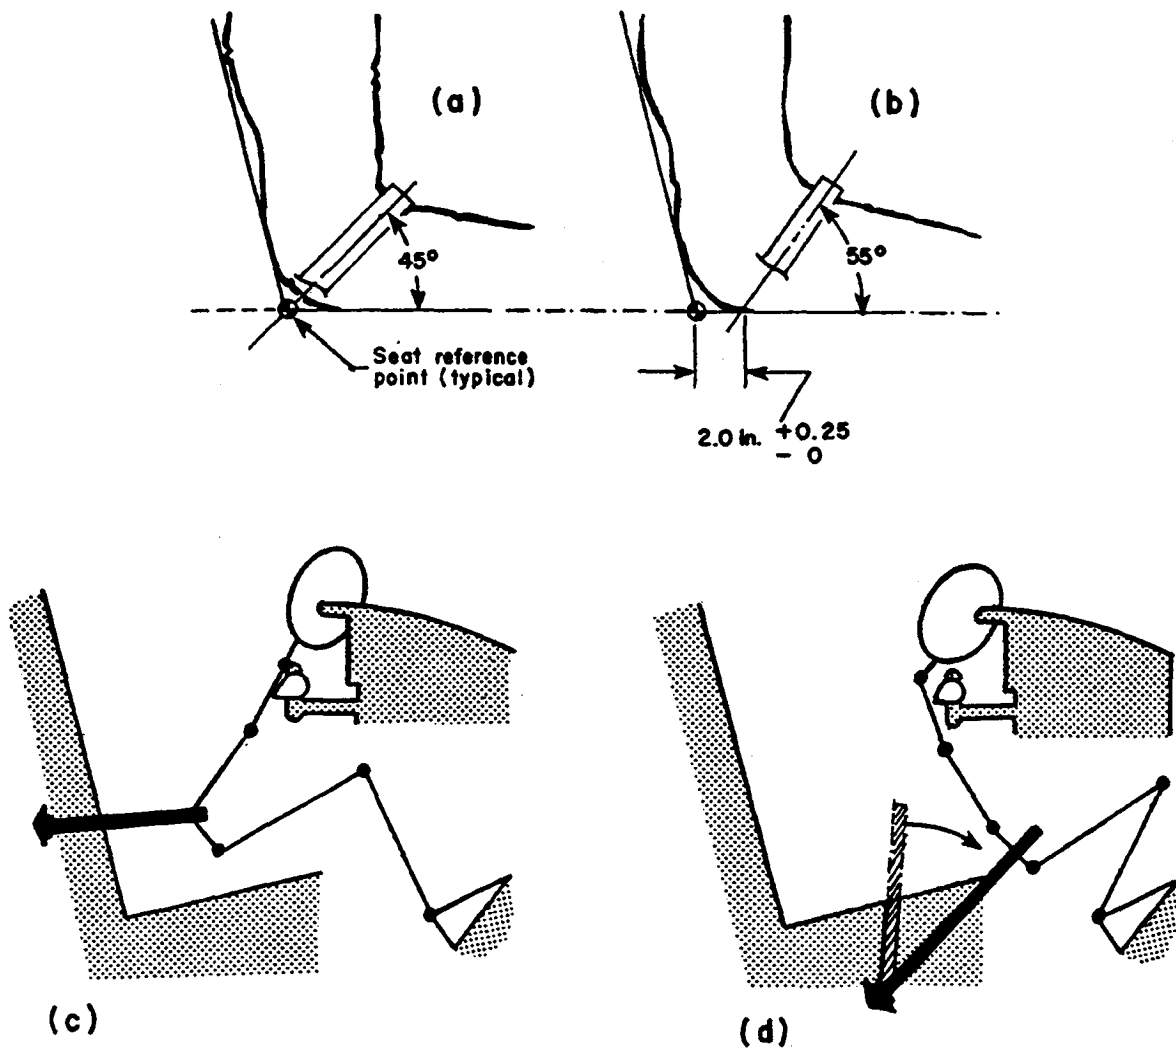 (a)
(b)
45°
55°
Seat reference
point (typical)
2.0 in. +0.25
- 0
(c)
(d)